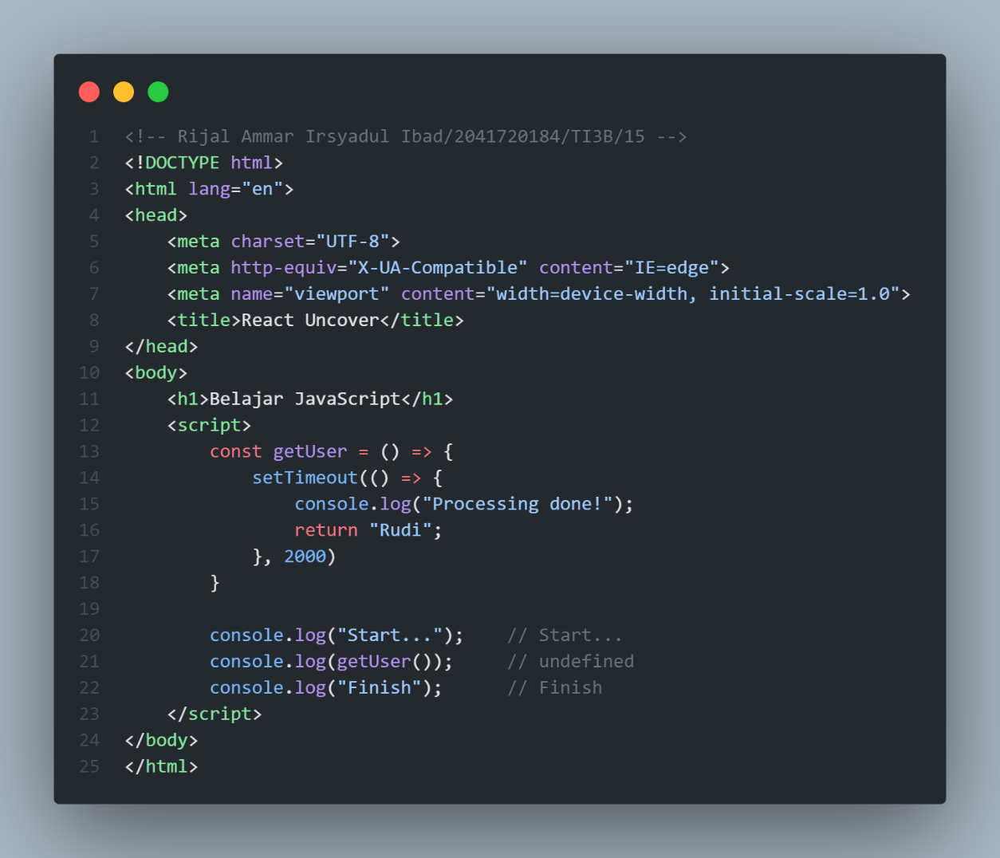 1 <!-- Rijal Ammar Irsyadul Ibad/2041720184/TI3B/15 -->
2 <!DOCTYPE html>
3 <html lang="en">
4 <head>
5     <meta charset="UTF-8">
6     <meta http-equiv="X-UA-Compatible" content="IE=edge">
7     <meta name="viewport" content="width=device-width, initial-scale=1.0">
8     <title>React Uncover</title>
9 </head>
10 <body>
11     <h1>Belajar JavaScript</h1>
12     <script>
13         const getUser = () => {
14             setTimeout(() => {
15                 console.log("Processing done!");
16                 return "Rudi";
17             }, 2000)
18         }
19
20         console.log("Start...");    // Start...
21         console.log(getUser());     // undefined
22         console.log("Finish");      // Finish
23     </script>
24 </body>
25 </html>